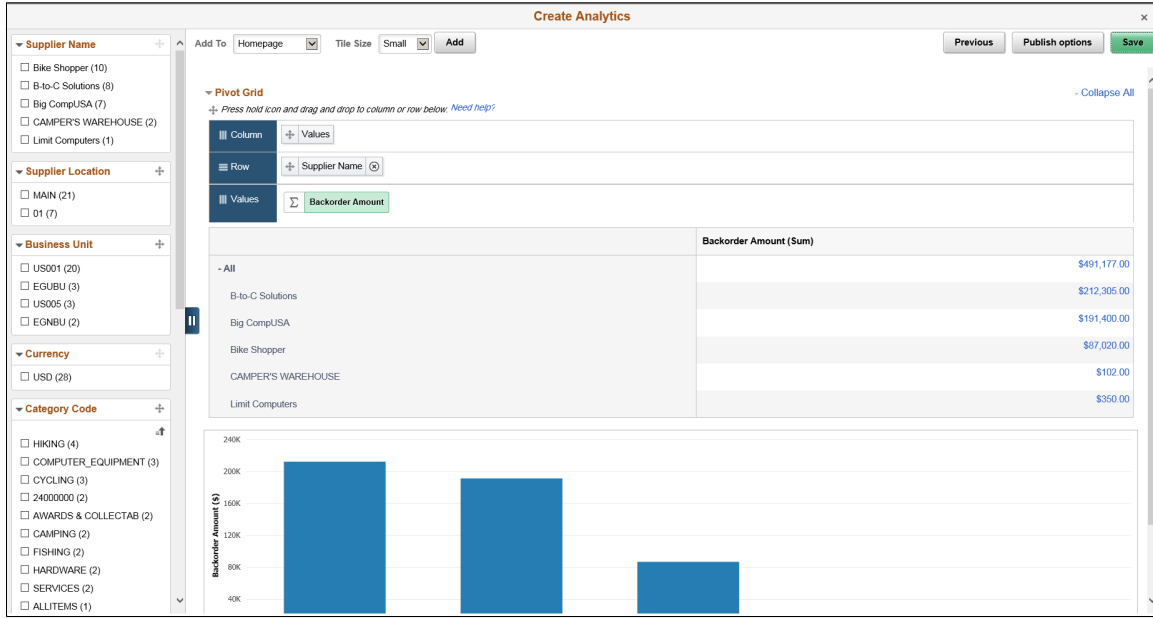 Create Analytics
×
Supplier Name
Bike Shopper (10)
B-to-C Solutions (8)
Big CompUSA (7)
CAMPER'S WAREHOUSE (2)
Limit Computers (1)
Supplier Location
MAIN (21)
01 (7)
Business Unit
US001 (20)
EGUBU (3)
US005 (3)
EGNBU (2)
Currency
USD (28)
Category Code
HIKING (4)
COMPUTER_EQUIPMENT (3)
CYCLING (3)
24000000 (2)
AWARDS & COLLECTAB (2)
CAMPING (2)
FISHING (2)
HARDWARE (2)
SERVICES (2)
ALLITEMS (1)
Add To Homepage Tile Size Small Add Previous Publish options Save
Pivot Grid - Collapse All
Press hold icon and drag and drop to column or row below. Need help?
Column Values
Row Supplier Name
Values Σ Backorder Amount
Backorder Amount (Sum)
- All $491,177.00
B-to-C Solutions $212,305.00
Big CompUSA $191,400.00
Bike Shopper $87,020.00
CAMPER'S WAREHOUSE $102.00
Limit Computers $350.00
Backorder Amount ($)
240K
200K
160K
120K
80K
40K